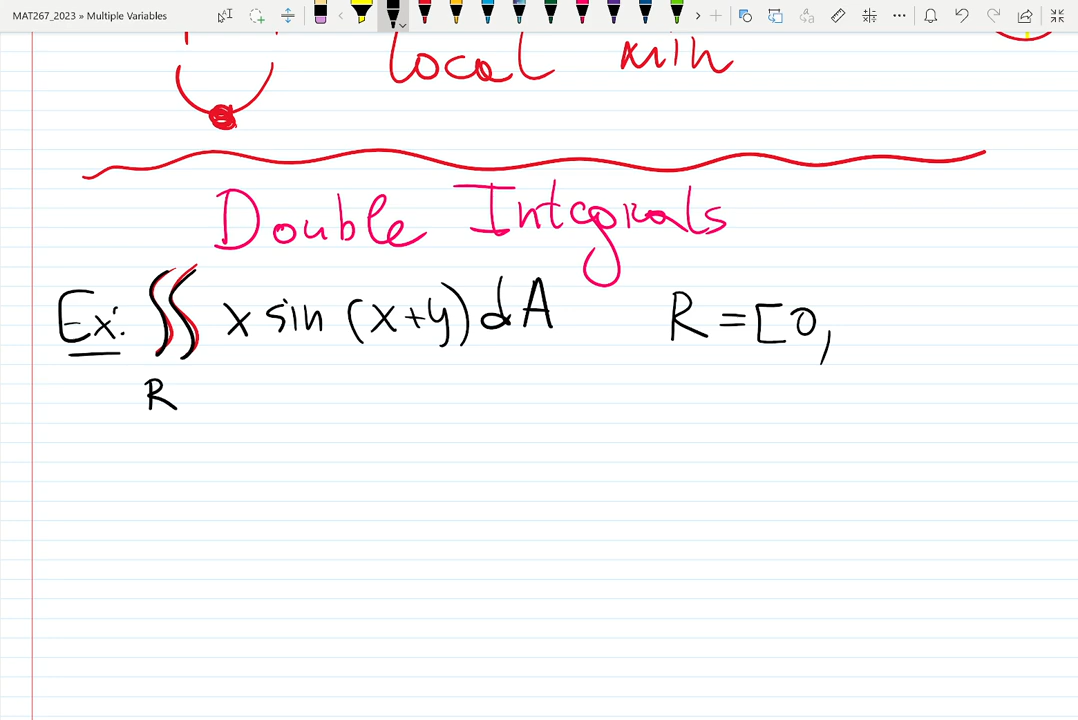 MAT267_2023 » Multiple Variables
local min
Double Integrals
Ex: ∬ x sin (x+y) dA R = [0,
R